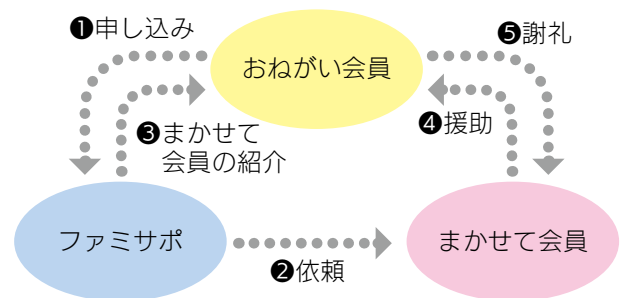 ❶申し込み
おねがい会員
❺謝礼
❸まかせて
会員の紹介
❹援助
ファミサポ
❷依頼
まかせて会員